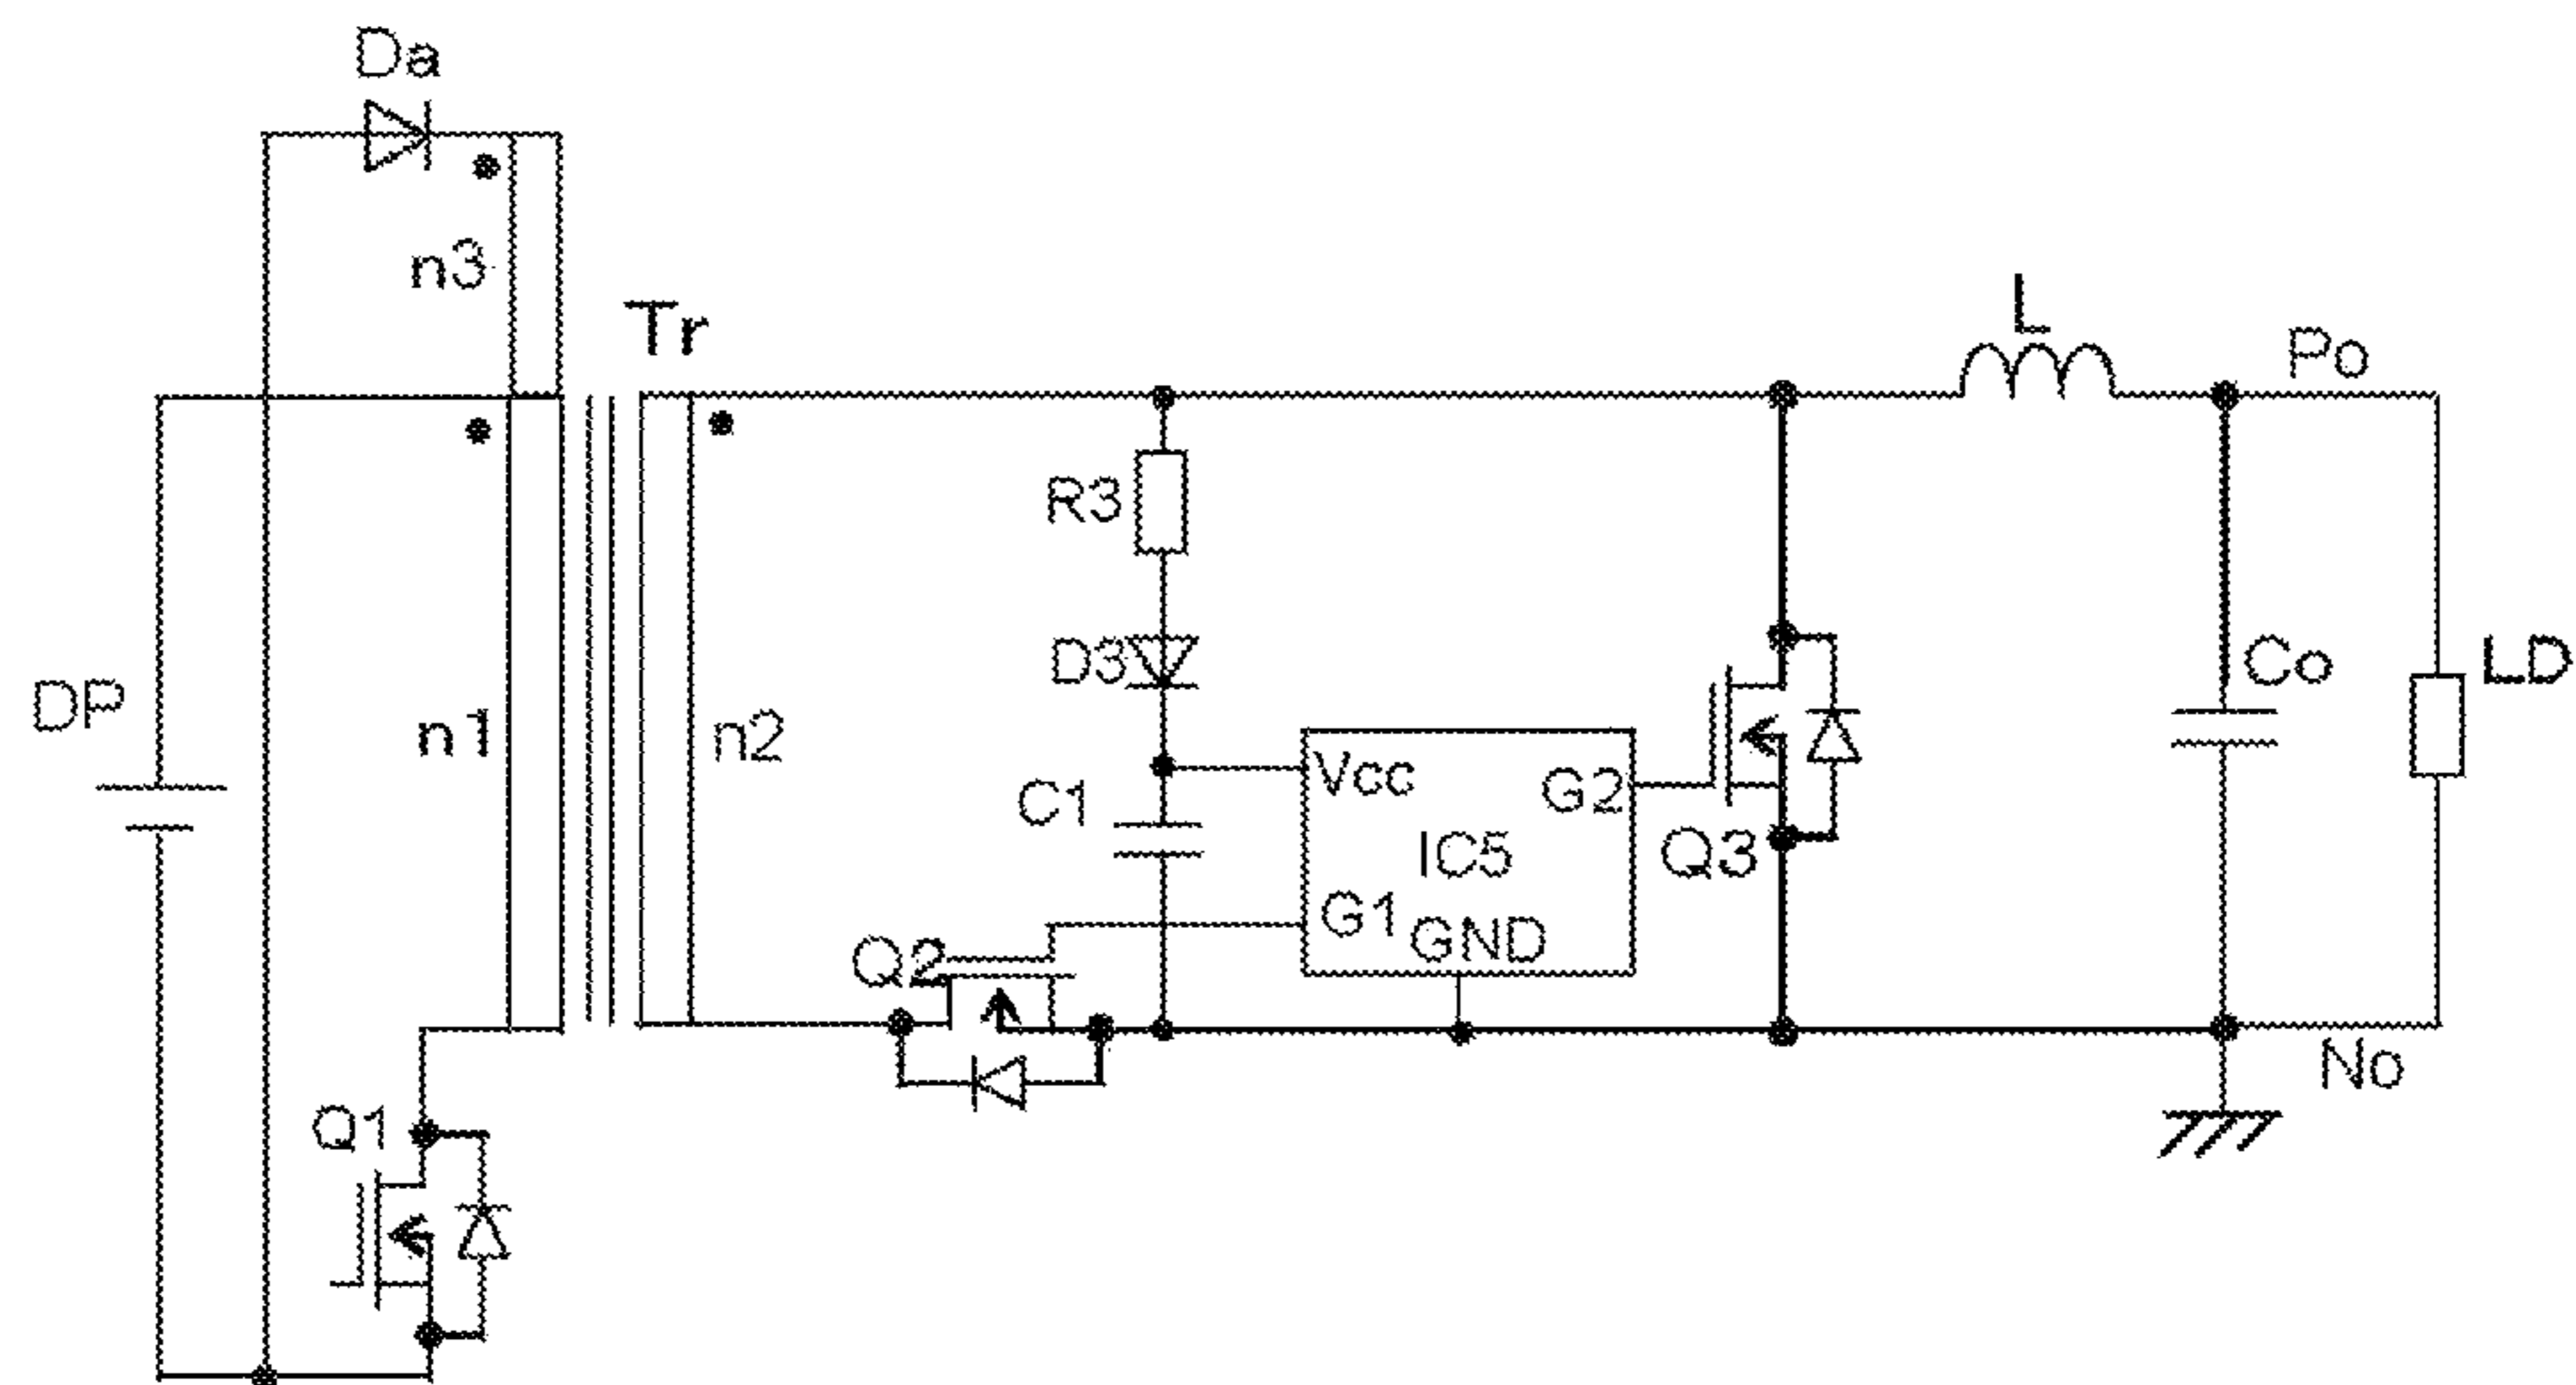 Da
n3
Tr
L
Po
R3
D3
Co
LD
DP
n1
n2
Vcc
G2
C1
IC5
Q3
G1
GND
Q2
No
Q1